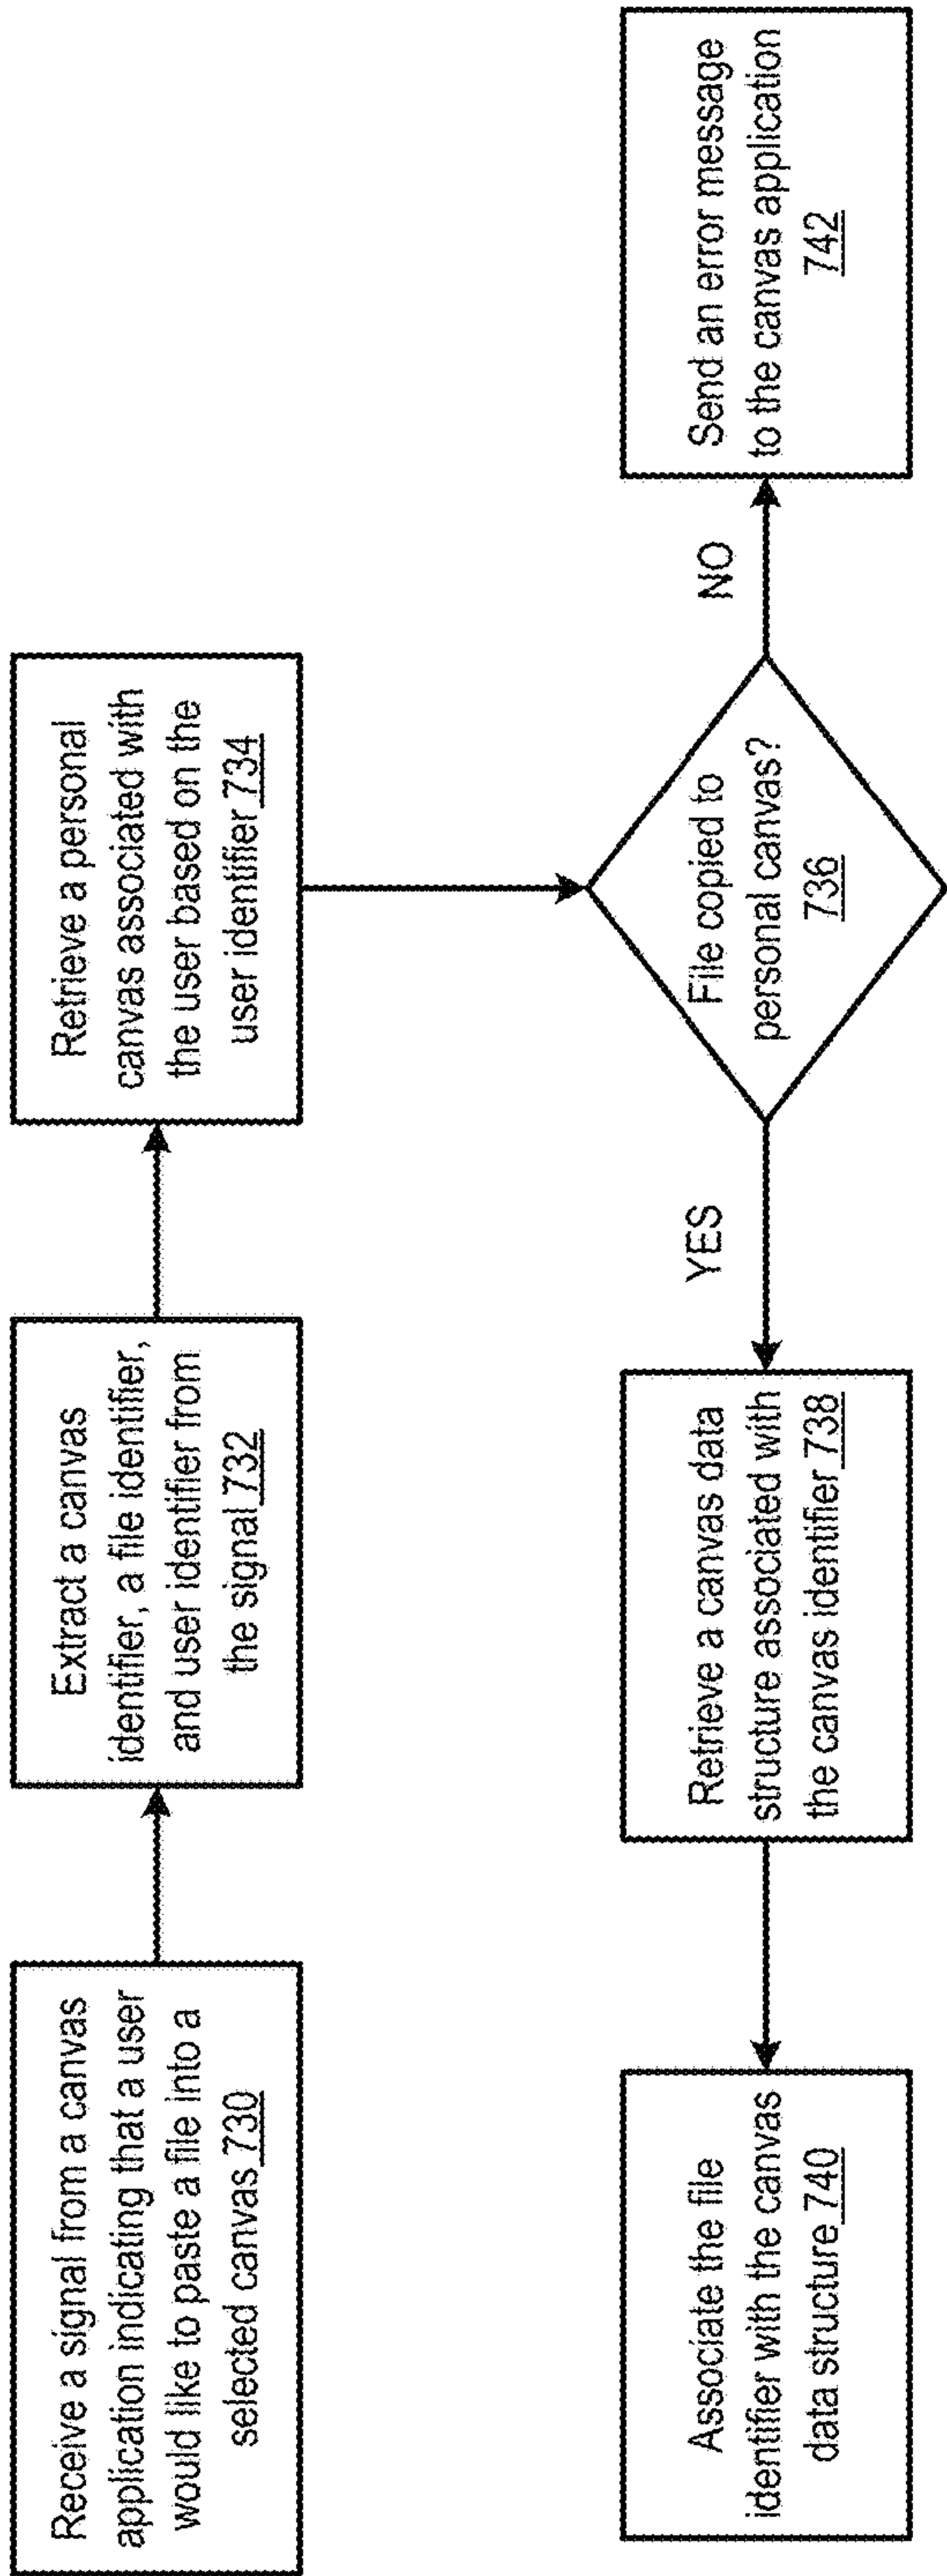 Receive a signal from a canvas
application indicating that a user
would like to paste a file into a
selected canvas 730
Extract a canvas
identifier, a file identifier,
and user identifier from
the signal 732
Retrieve a personal
canvas associated with
the user based on the
user identifier 734
File copied to
personal canvas?
736
YES
NO
Retrieve a canvas data
structure associated with
the canvas identifier 738
Associate the file
identifier with the canvas
data structure 740
Send an error message
to the canvas application
742